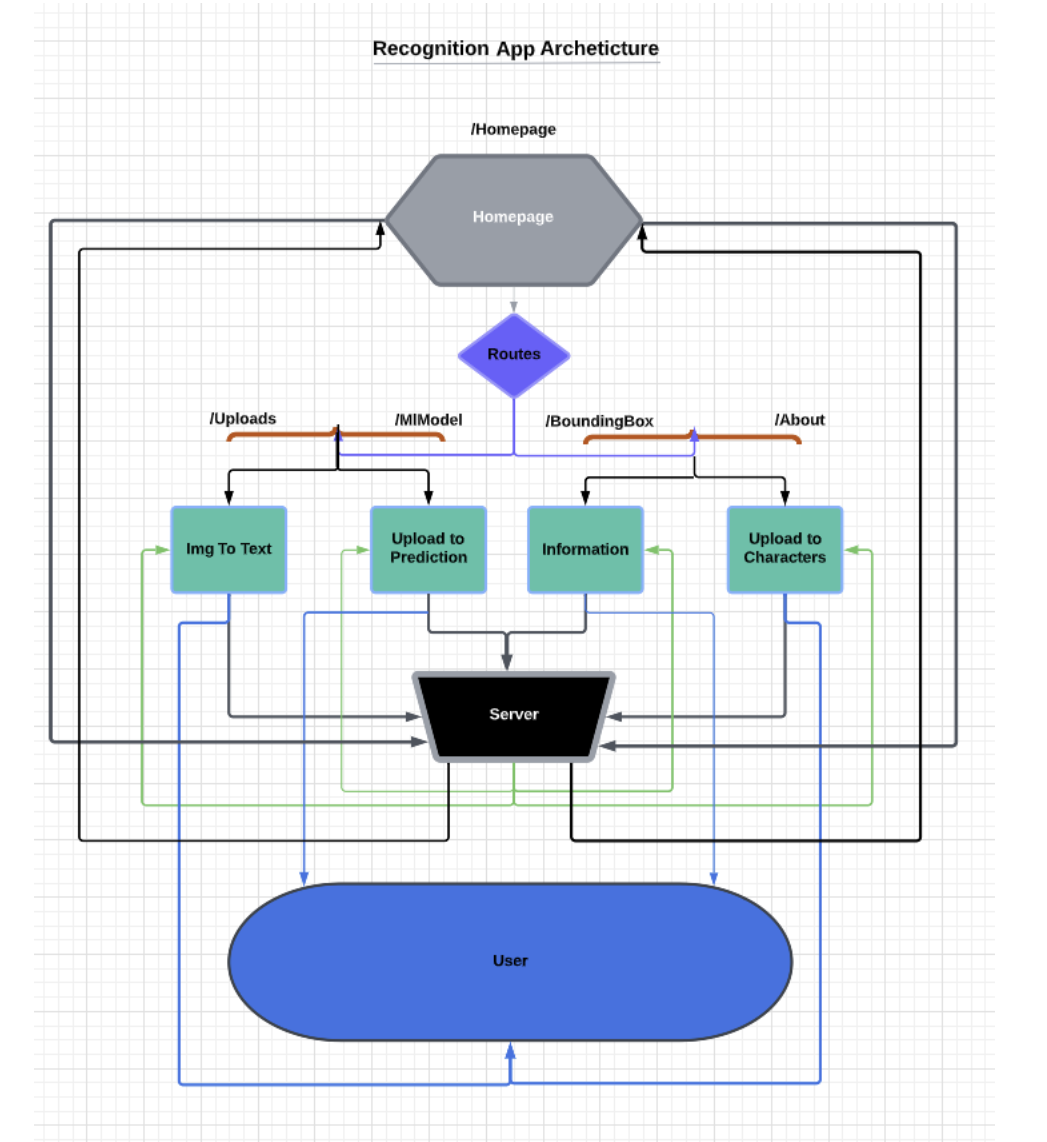 Recognition App Archeticture
/Homepage
Homepage
Routes
/Uploads
/MlModel
/BoundingBox
/About
Img To Text
Upload to
Prediction
Information
Upload to
Characters
Server
User